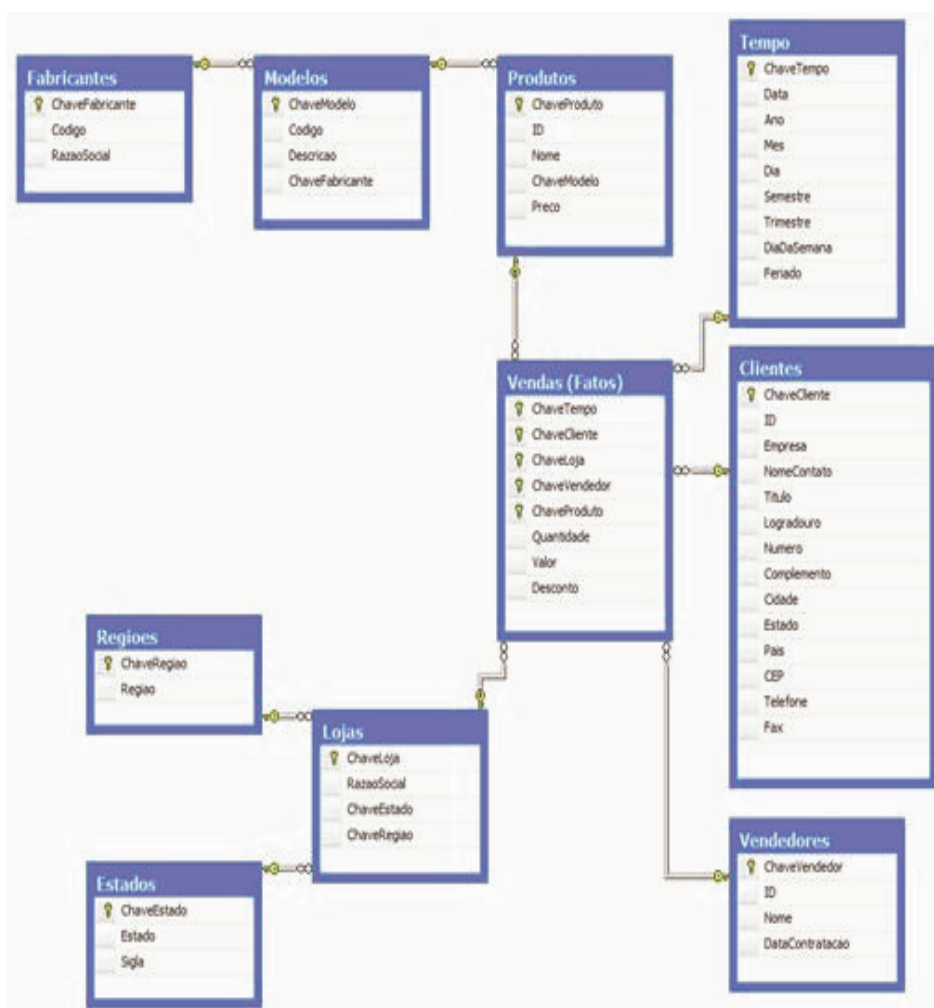 Fabricantes
ChaveFabricante
Codigo
RazaoSocial
Modelos
ChaveModelo
Codigo
Descricao
ChaveFabricante
Produtos
ChaveProduto
ID
Nome
ChaveModelo
Preco
Tempo
ChaveTempo
Data
Ano
Mes
Dia
Semestre
Trimestre
DiaDaSemana
Feriado
Vendas (Fatos)
ChaveTempo
ChaveCliente
ChaveLoja
ChaveVendedor
ChaveProduto
Quantidade
Valor
Desconto
Clientes
ChaveCliente
ID
Empresa
NomeContato
Titulo
Logradouro
Numero
Complemento
Cidade
Estado
Pais
CEP
Telefone
Fax
Regioes
ChaveRegiao
Regiao
Lojas
ChaveLoja
RazaoSocial
ChaveEstado
ChaveRegiao
Estados
ChaveEstado
Estado
Sigla
Vendedores
ChaveVendedor
ID
Nome
DataContratacao